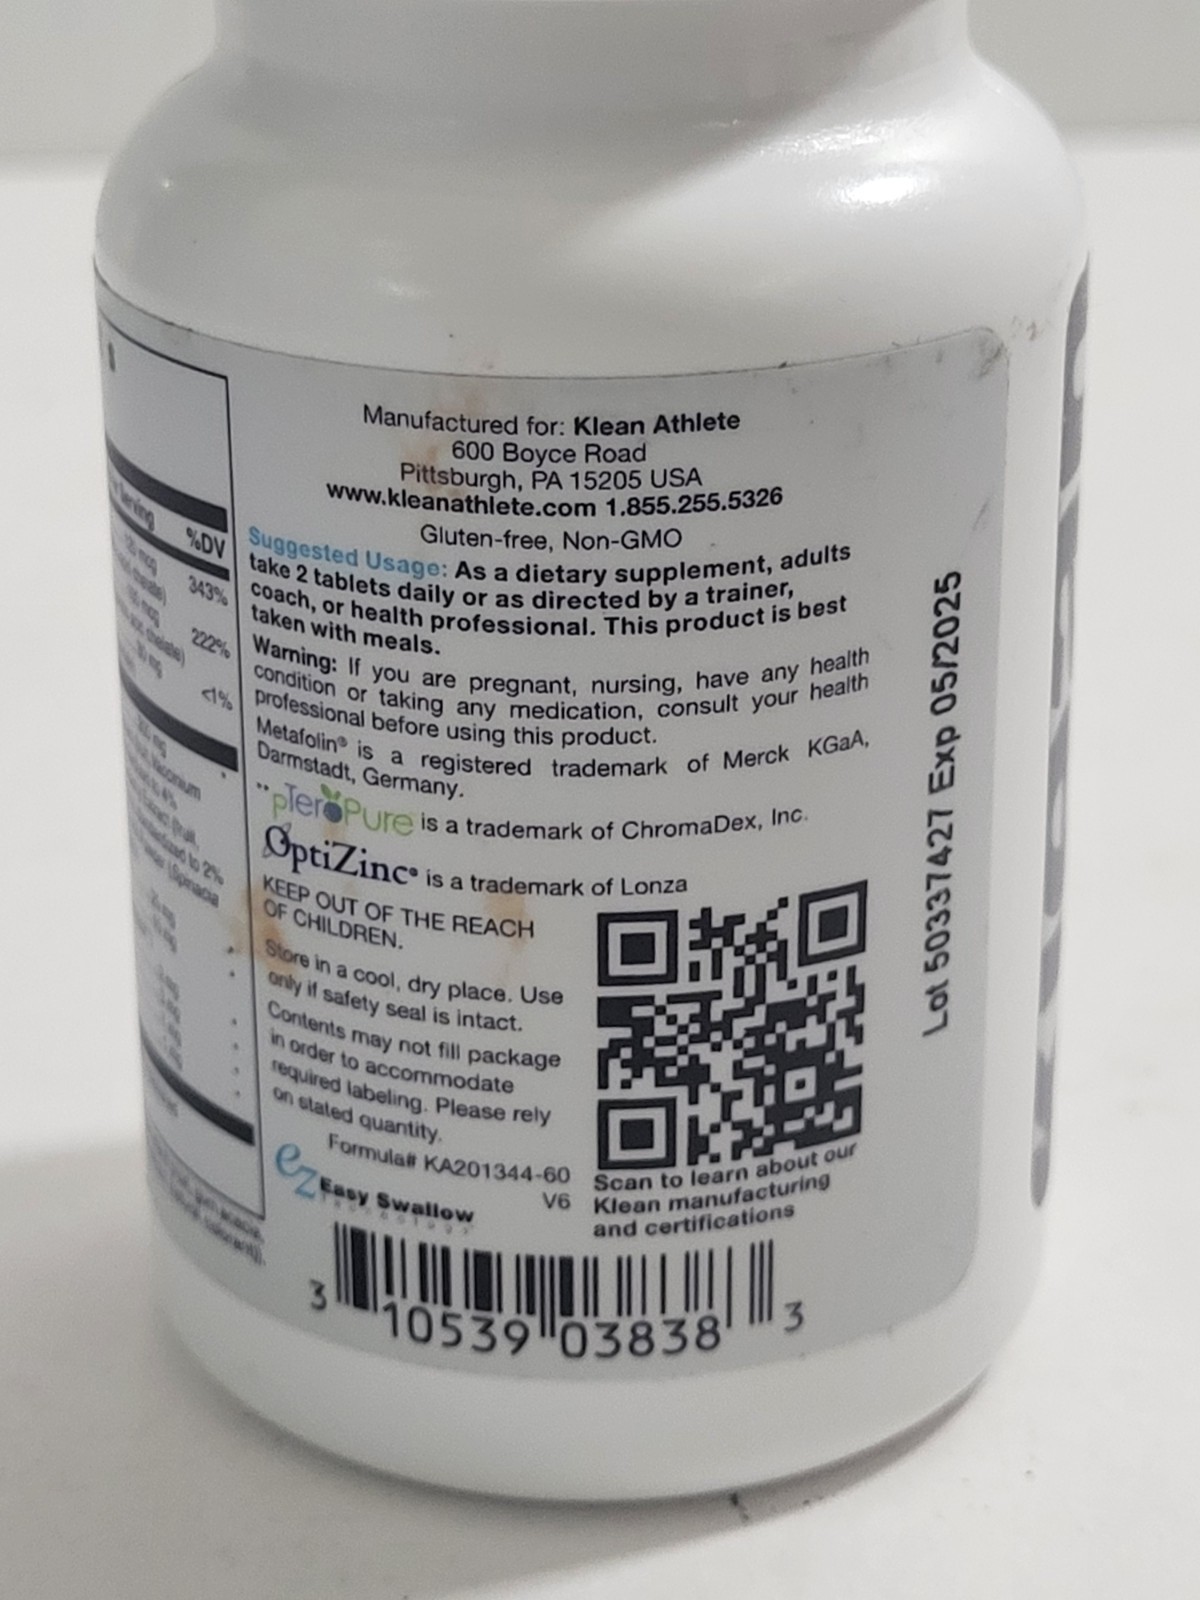 Manufactured for: Klean Athlete
600 Boyce Road
Pittsburgh, PA 15205 USA
www.kleanathlete.com 1.855.255.5326
Gluten-free, Non-GMO
Suggested Usage: As a dietary supplement, adults
take 2 tablets daily or as directed by a trainer,
coach, or health professional. This product is best
taken with meals.
Warning: If you are pregnant, nursing, have any health
condition or taking any medication, consult your health
professional before using this product.
Metafolin® is a registered trademark of Merck KGaA,
Darmstadt, Germany.
pTeroPure is a trademark of ChromaDex, Inc.
OptiZinc® is a trademark of Lonza
KEEP OUT OF THE REACH
OF CHILDREN.
Store in a cool, dry place. Use
only if safety seal is intact.
Contents may not fill package
in order to accommodate
required labeling. Please rely
on stated quantity.
Formula# KA201344-60
V6
ez Easy Swallow
Scan to learn about our
Klean manufacturing
and certifications
3 10539 03838 3
Lot 50337427 Exp 05/2025
Serving %DV
343%
222%
<1%